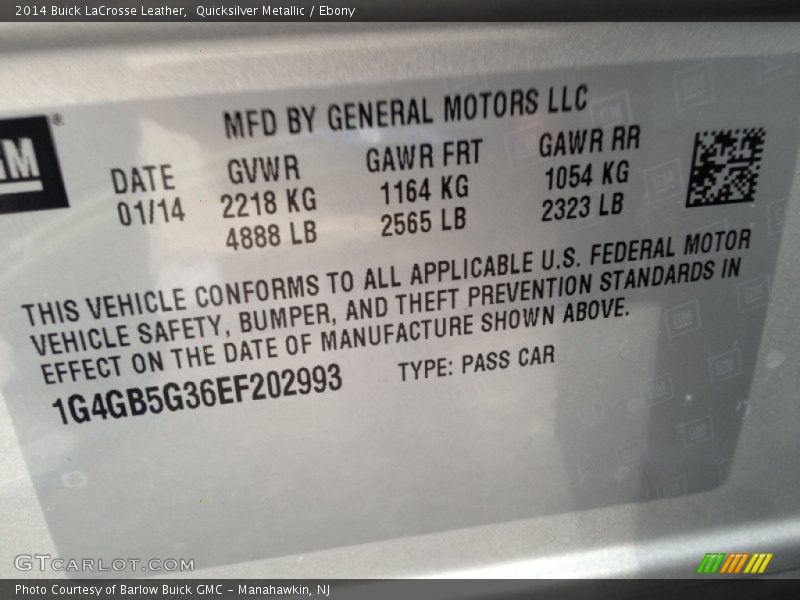 2014 Buick LaCrosse Leather,  Quicksilver Metallic / Ebony
GM®
MFD BY GENERAL MOTORS LLC
DATE GVWR GAWR FRT GAWR RR
01/14 2218 KG 1164 KG 1054 KG
4888 LB 2565 LB 2323 LB
THIS VEHICLE CONFORMS TO ALL APPLICABLE U.S. FEDERAL MOTOR
VEHICLE SAFETY, BUMPER, AND THEFT PREVENTION STANDARDS IN
EFFECT ON THE DATE OF MANUFACTURE SHOWN ABOVE.
1G4GB5G36EF202993 TYPE: PASS CAR
GTCARLOT.COM
Photo Courtesy of Barlow Buick GMC – Manahawkin, NJ